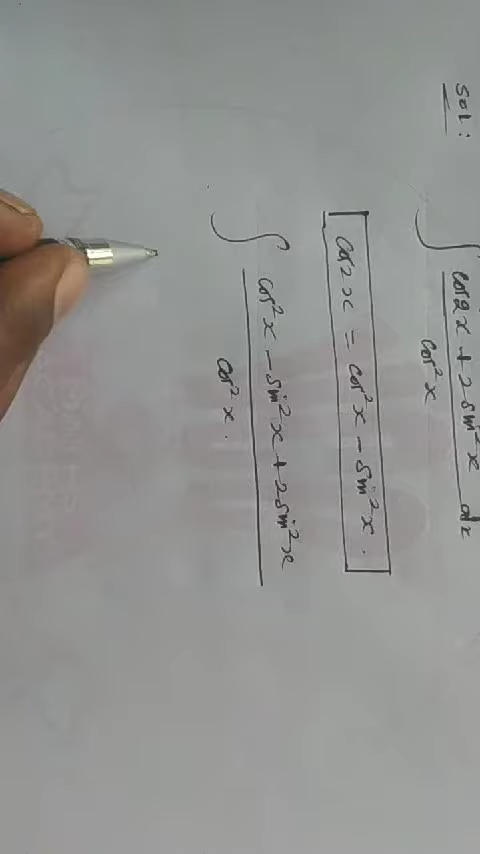 Sol:
∫ cos2x + 2sin²x / cos²x dx
cos2x = cos²x - sin²x.
∫ cos²x - sin²x + 2sin²x / cos²x.